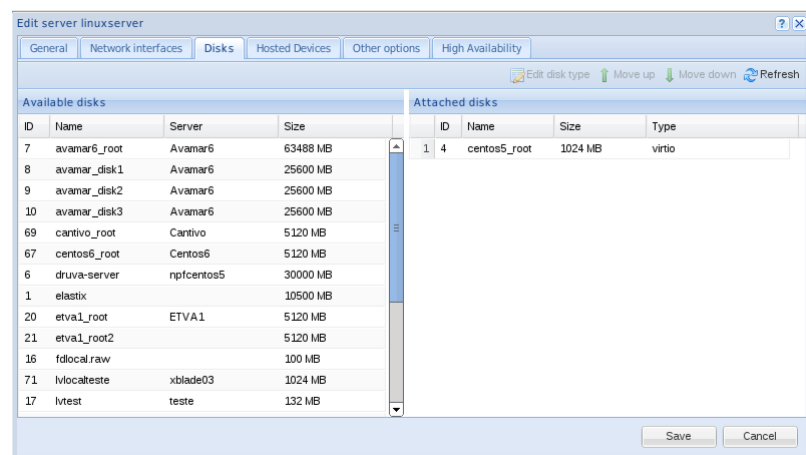 Edit server linuxserver
General Network interfaces Disks Hosted Devices Other options High Availability
Edit disk type Move up Move down Refresh
Available disks
ID Name Server Size
7 avamar6_root Avamar6 63488 MB
8 avamar_disk1 Avamar6 25600 MB
9 avamar_disk2 Avamar6 25600 MB
10 avamar_disk3 Avamar6 25600 MB
69 cantivo_root Cantivo 5120 MB
67 centos6_root Centos6 5120 MB
6 druva-server npfcentos5 30000 MB
1 elastix 10500 MB
20 etva1_root ETVA1 5120 MB
21 etva1_root2 5120 MB
16 fdlocal.raw 100 MB
71 lvlocalteste xblade03 1024 MB
17 lvtest teste 132 MB
Attached disks
ID Name Size Type
1 4 centos5_root 1024 MB virtio
Save Cancel